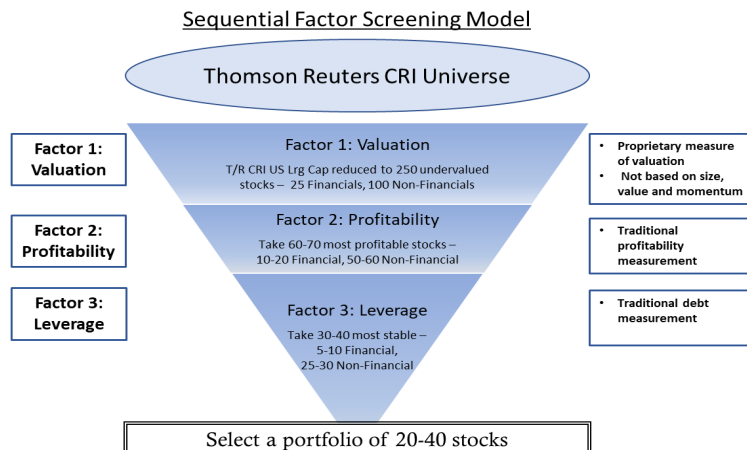 Sequential Factor Screening Model
Thomson Reuters CRI Universe
Factor 1:
Valuation
Factor 1: Valuation
T/R CRI US Lrg Cap reduced to 250 undervalued
stocks – 25 Financials, 100 Non-Financials
• Proprietary measure
of valuation
• Not based on size,
value and momentum
Factor 2:
Profitability
Factor 2: Profitability
Take 60-70 most profitable stocks –
10-20 Financial, 50-60 Non-Financial
• Traditional
profitability
measurement
Factor 3:
Leverage
Factor 3: Leverage
Take 30-40 most stable –
5-10 Financial,
25-30 Non-Financial
• Traditional debt
measurement
Select a portfolio of 20-40 stocks